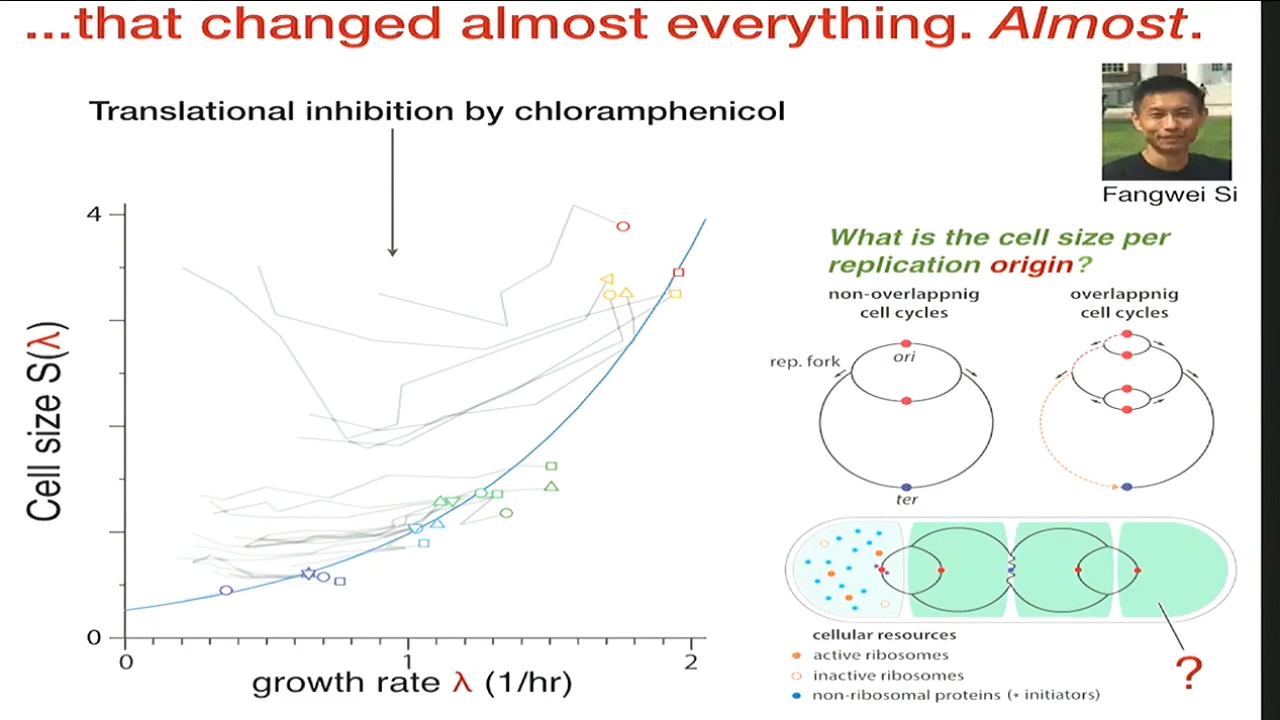 ...that changed almost everything. Almost.
Translational inhibition by chloramphenicol
Fangwei Si
4
0
Cell size S(λ)
0
1
2
growth rate λ (1/hr)
What is the cell size per
replication origin?
non-overlappnig
cell cycles
overlappnig
cell cycles
rep. fork
ori
ter
cellular resources
active ribosomes
inactive ribosomes
non-ribosomal proteins (• initiators)
?